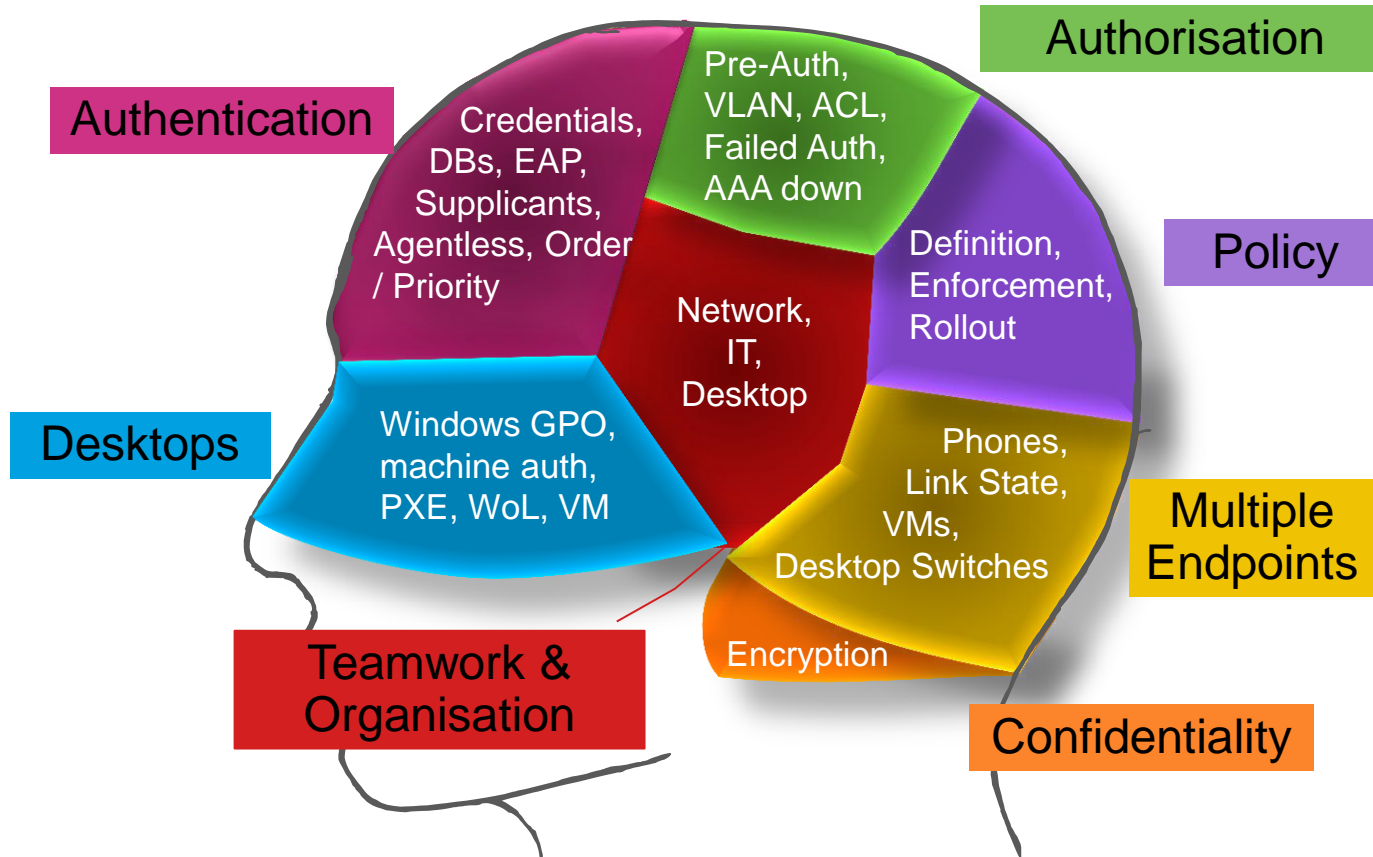 Authentication
Credentials,
DBs, EAP,
Supplicants,
Agentless, Order
/ Priority
Pre-Auth,
VLAN, ACL,
Failed Auth,
AAA down
Authorisation
Definition,
Enforcement,
Rollout
Policy
Network,
IT,
Desktop
Desktops
Windows GPO,
machine auth,
PXE, WoL, VM
Phones,
Link State,
VMs,
Desktop Switches
Multiple
Endpoints
Teamwork &
Organisation
Encryption
Confidentiality